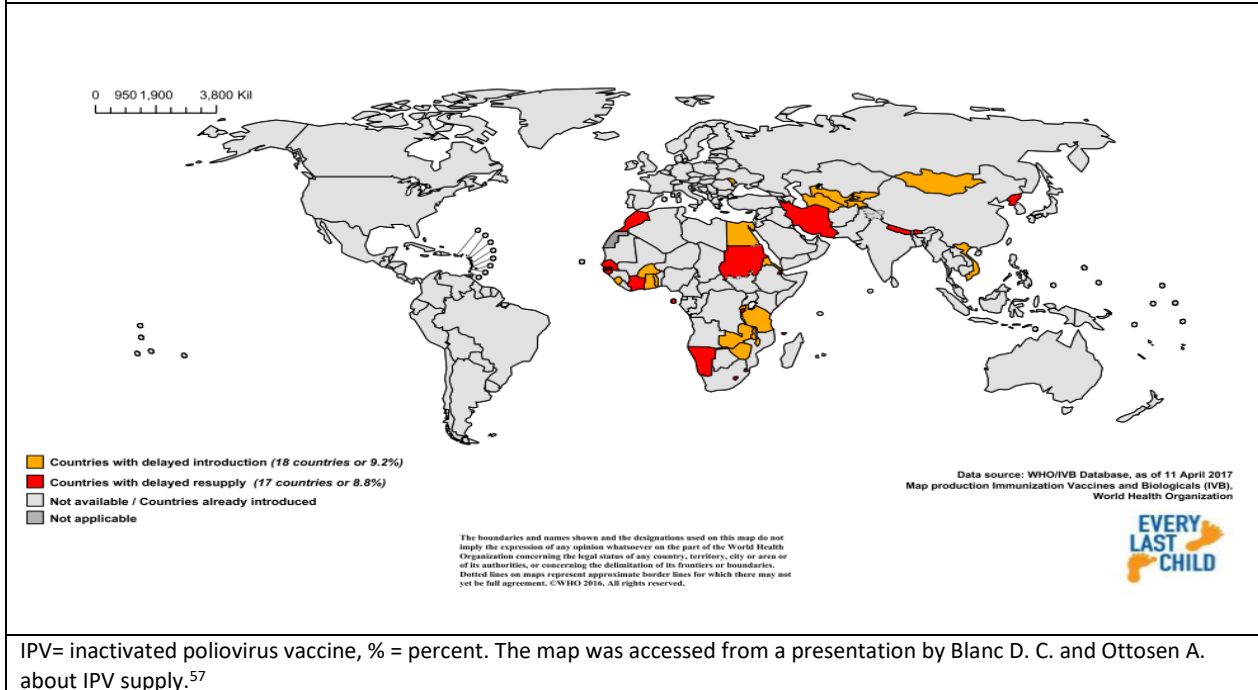 0 950 1,900 3,800 Kil
Countries with delayed introduction (18 countries or 9.2%)
Countries with delayed resupply (17 countries or 8.8%)
Not available / Countries already introduced
Not applicable
Data source: WHO/IVB Database, as of 11 April 2017
Map production Immunization Vaccines and Biologicals (IVB),
World Health Organization
The boundaries and names shown and the designations used on this map do not
imply the expression of any opinion whatsoever on the part of the World Health
Organization concerning the legal status of any country, territory, city or area or
of its authorities, or concerning the delimitation of its frontiers or boundaries.
Dotted lines on maps represent approximate border lines for which there may not
yet be full agreement. ©WHO 2016. All rights reserved.
EVERY
LAST
CHILD
IPV= inactivated poliovirus vaccine, % = percent. The map was accessed from a presentation by Blanc D. C. and Ottosen A.
about IPV supply.⁵⁷